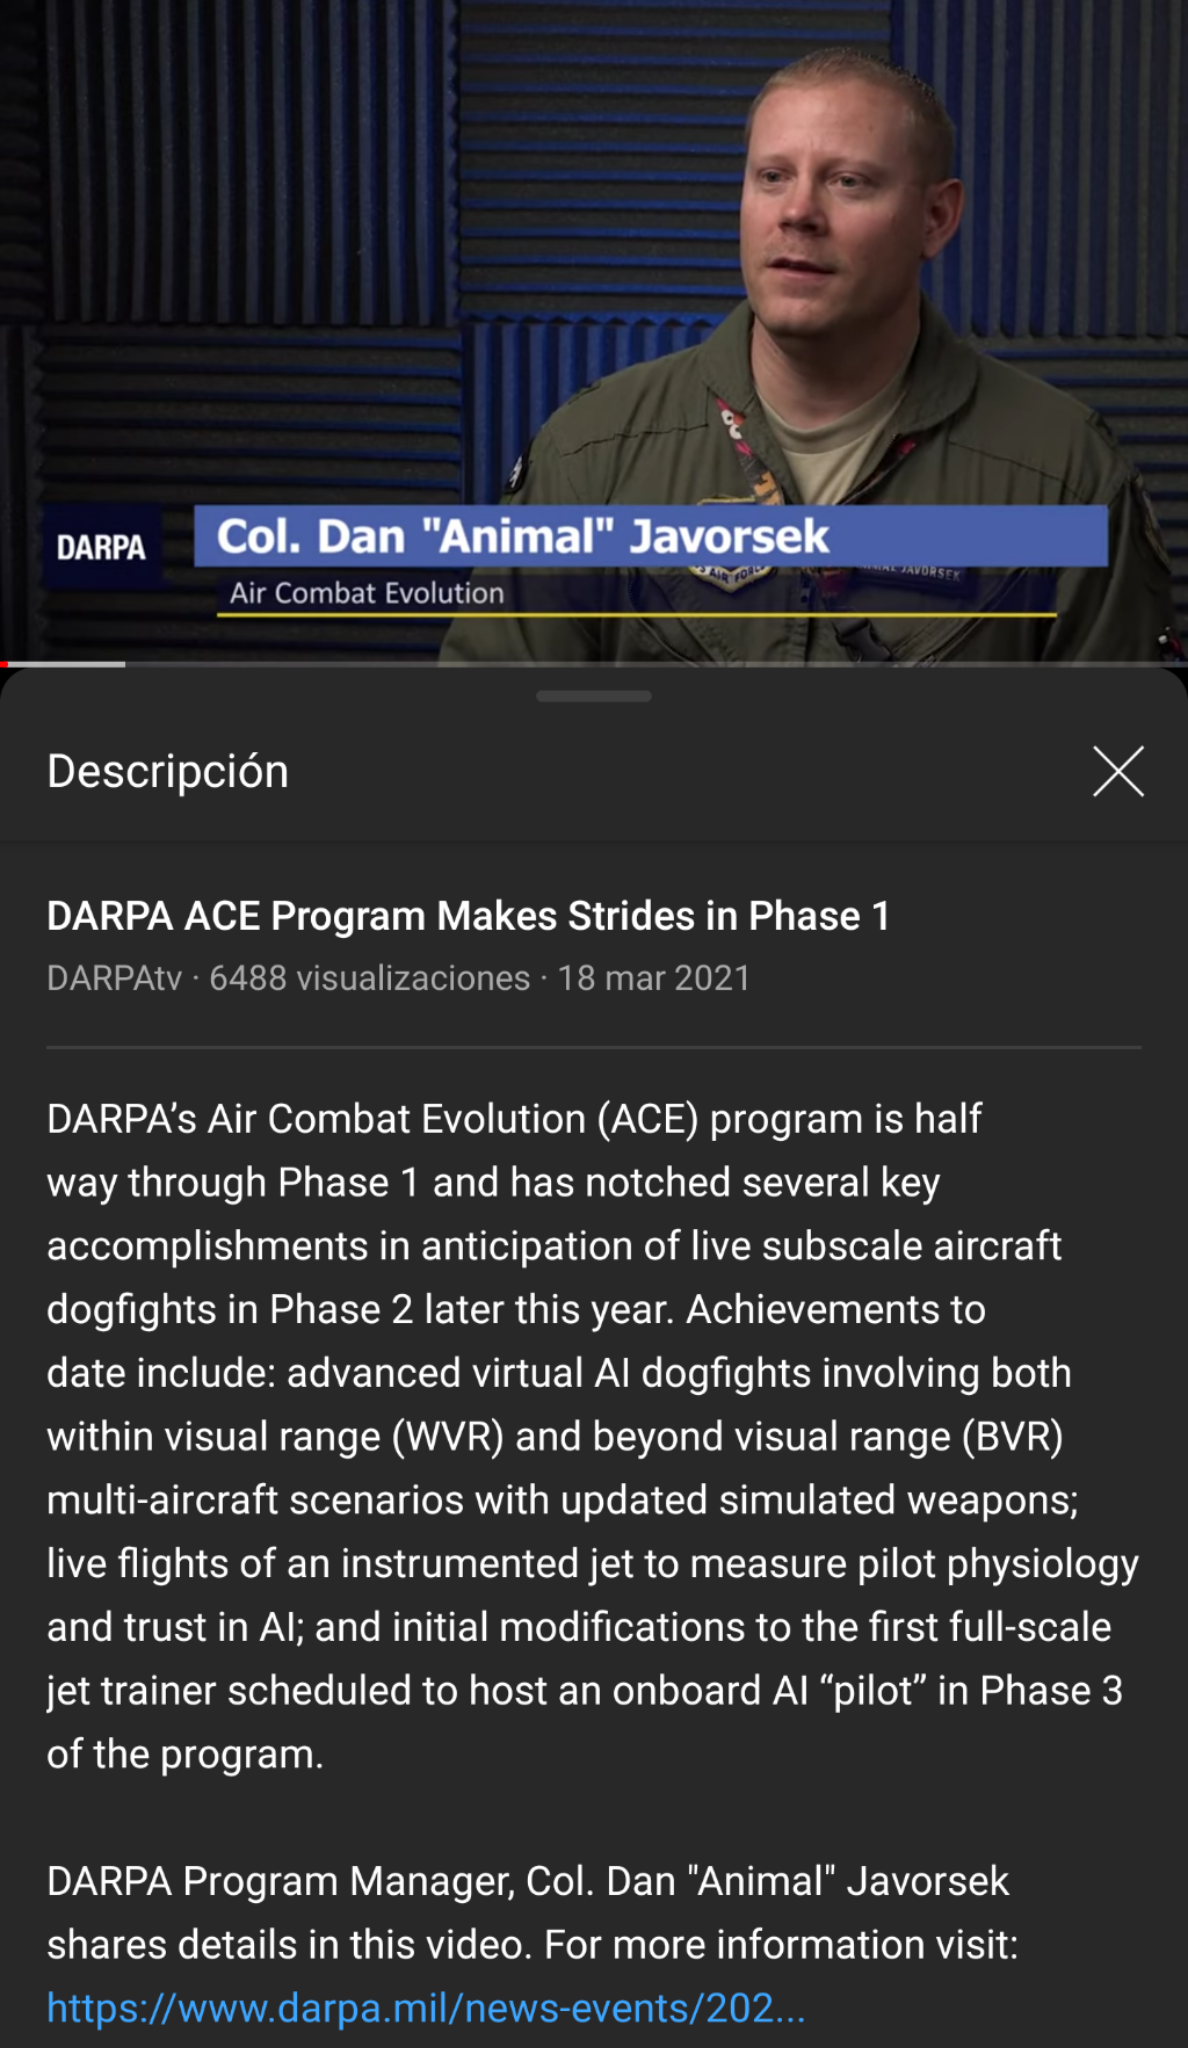 DARPA
Col. Dan "Animal" Javorsek
JAVORSEK
Air Combat Evolution
Descripción
DARPA ACE Program Makes Strides in Phase 1
DARPAtv · 6488 visualizaciones · 18 mar 2021
DARPA’s Air Combat Evolution (ACE) program is half
way through Phase 1 and has notched several key
accomplishments in anticipation of live subscale aircraft
dogfights in Phase 2 later this year. Achievements to
date include: advanced virtual AI dogfights involving both
within visual range (WVR) and beyond visual range (BVR)
multi-aircraft scenarios with updated simulated weapons;
live flights of an instrumented jet to measure pilot physiology
and trust in AI; and initial modifications to the first full-scale
jet trainer scheduled to host an onboard AI “pilot” in Phase 3
of the program.
DARPA Program Manager, Col. Dan "Animal" Javorsek
shares details in this video. For more information visit:
https://www.darpa.mil/news-events/202...